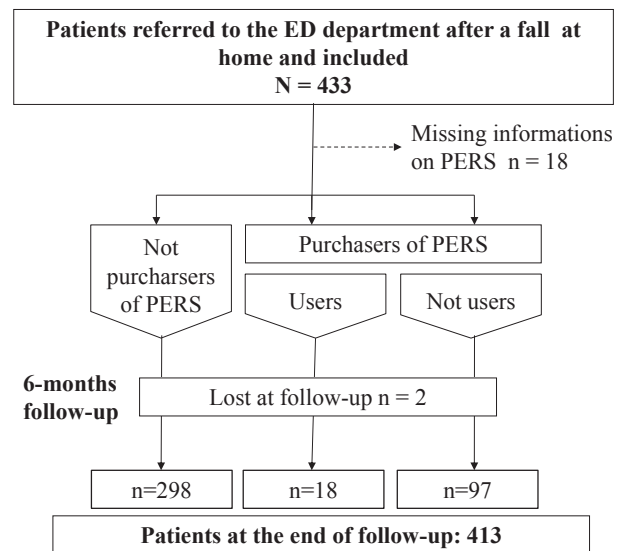 Patients referred to the ED department after a fall at
home and included
N = 433
Missing informations
on PERS n = 18
Not
purcharsers
of PERS
Purchasers of PERS
Users
Not users
6-months
follow-up
Lost at follow-up n = 2
n=298
n=18
n=97
Patients at the end of follow-up: 413